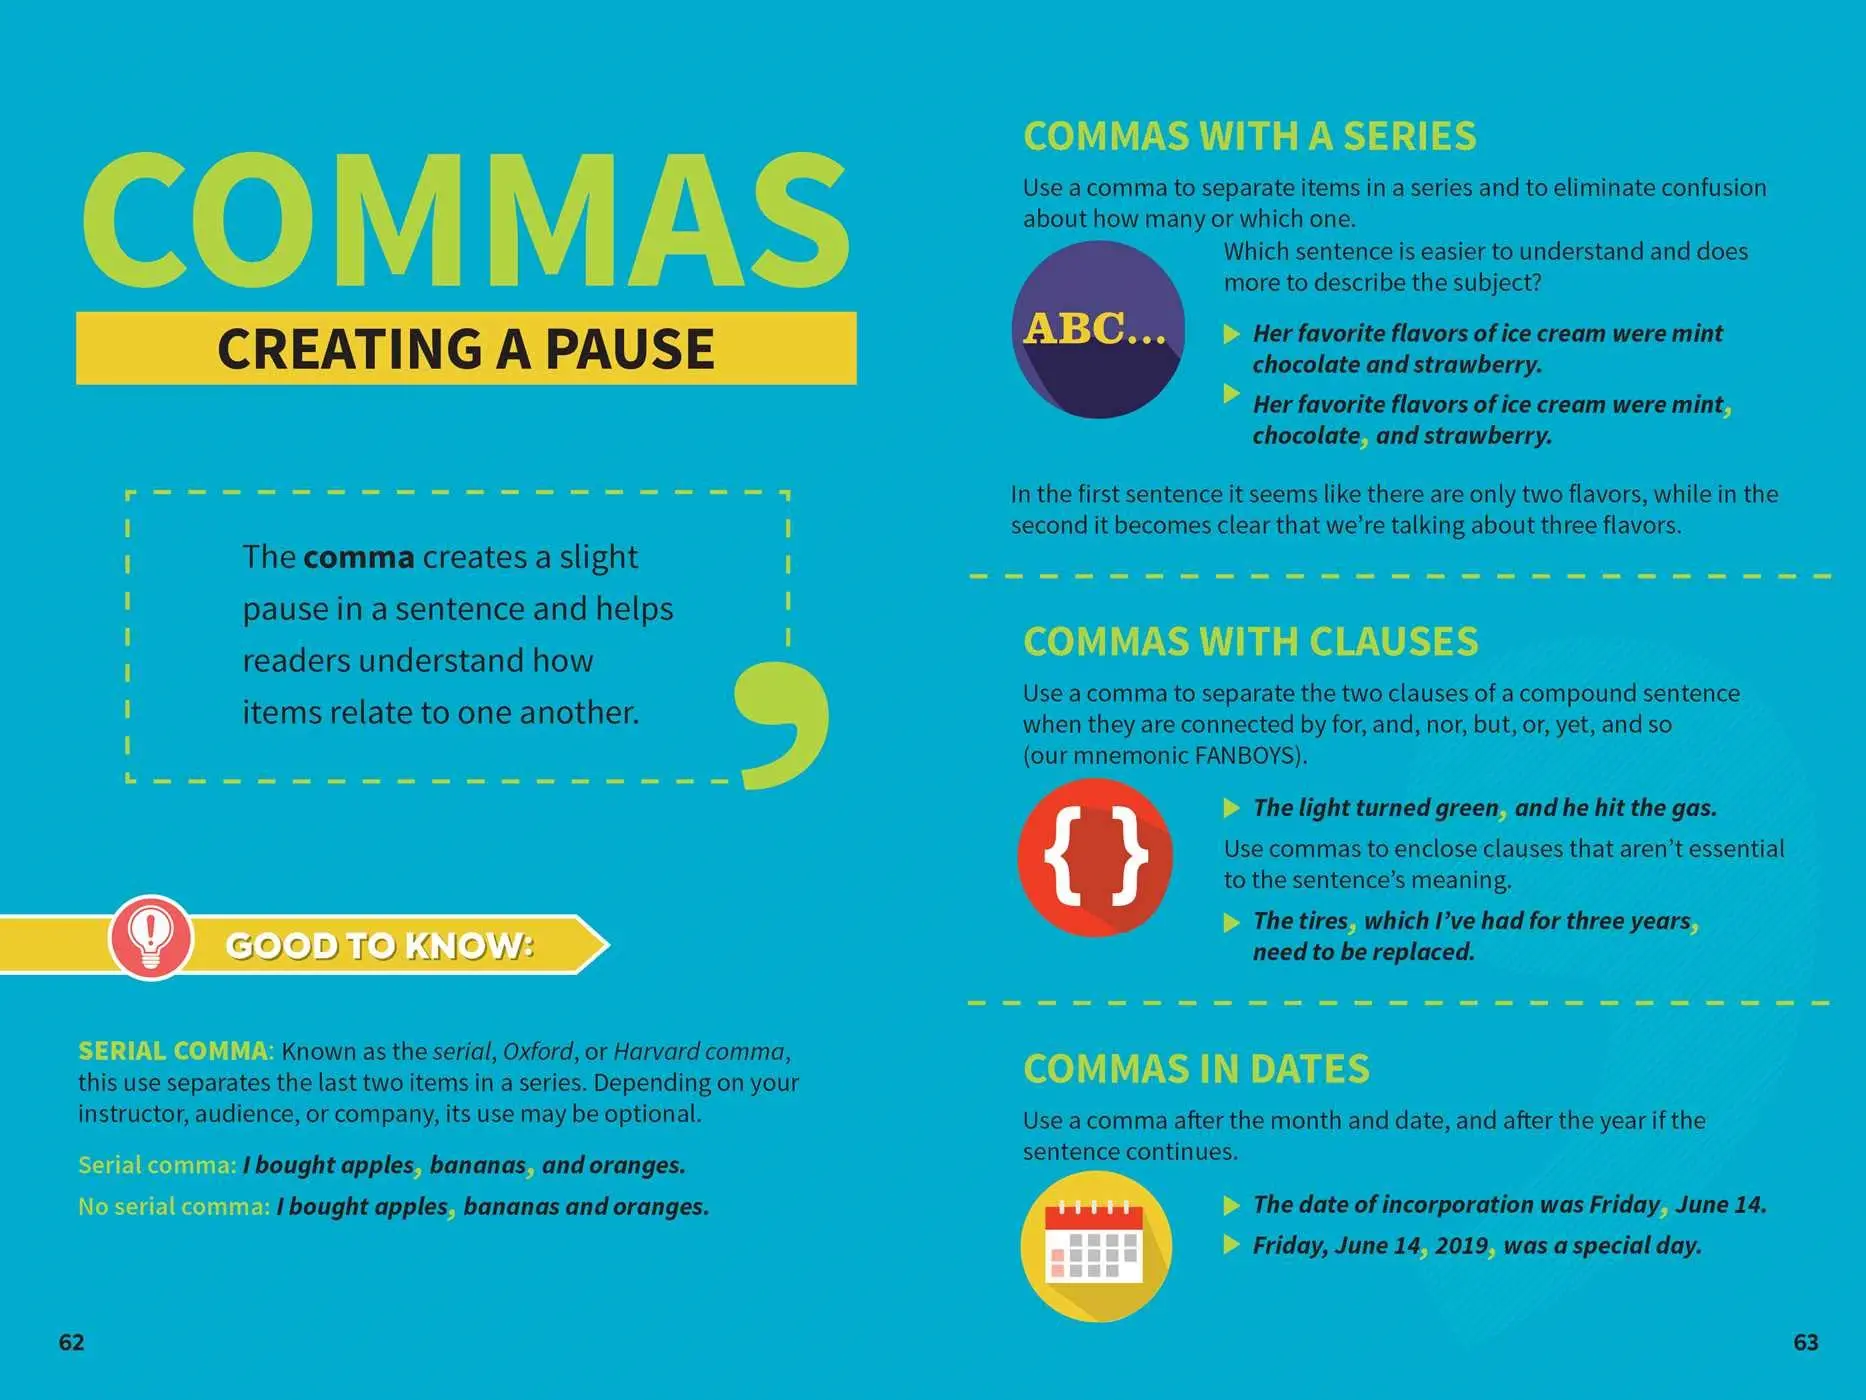 COMMAS
CREATING A PAUSE
The comma creates a slight
pause in a sentence and helps
readers understand how
items relate to one another.
,
GOOD TO KNOW:
SERIAL COMMA: Known as the serial, Oxford, or Harvard comma,
this use separates the last two items in a series. Depending on your
instructor, audience, or company, its use may be optional.
Serial comma: I bought apples, bananas, and oranges.
No serial comma: I bought apples, bananas and oranges.
62
COMMAS WITH A SERIES
Use a comma to separate items in a series and to eliminate confusion
about how many or which one.
ABC...
Which sentence is easier to understand and does
more to describe the subject?
Her favorite flavors of ice cream were mint
chocolate and strawberry.
Her favorite flavors of ice cream were mint,
chocolate, and strawberry.
In the first sentence it seems like there are only two flavors, while in the
second it becomes clear that we’re talking about three flavors.
COMMAS WITH CLAUSES
Use a comma to separate the two clauses of a compound sentence
when they are connected by for, and, nor, but, or, yet, and so
(our mnemonic FANBOYS).
{ }
The light turned green, and he hit the gas.
Use commas to enclose clauses that aren’t essential
to the sentence’s meaning.
The tires, which I’ve had for three years,
need to be replaced.
COMMAS IN DATES
Use a comma after the month and date, and after the year if the
sentence continues.
The date of incorporation was Friday, June 14.
Friday, June 14, 2019, was a special day.
63